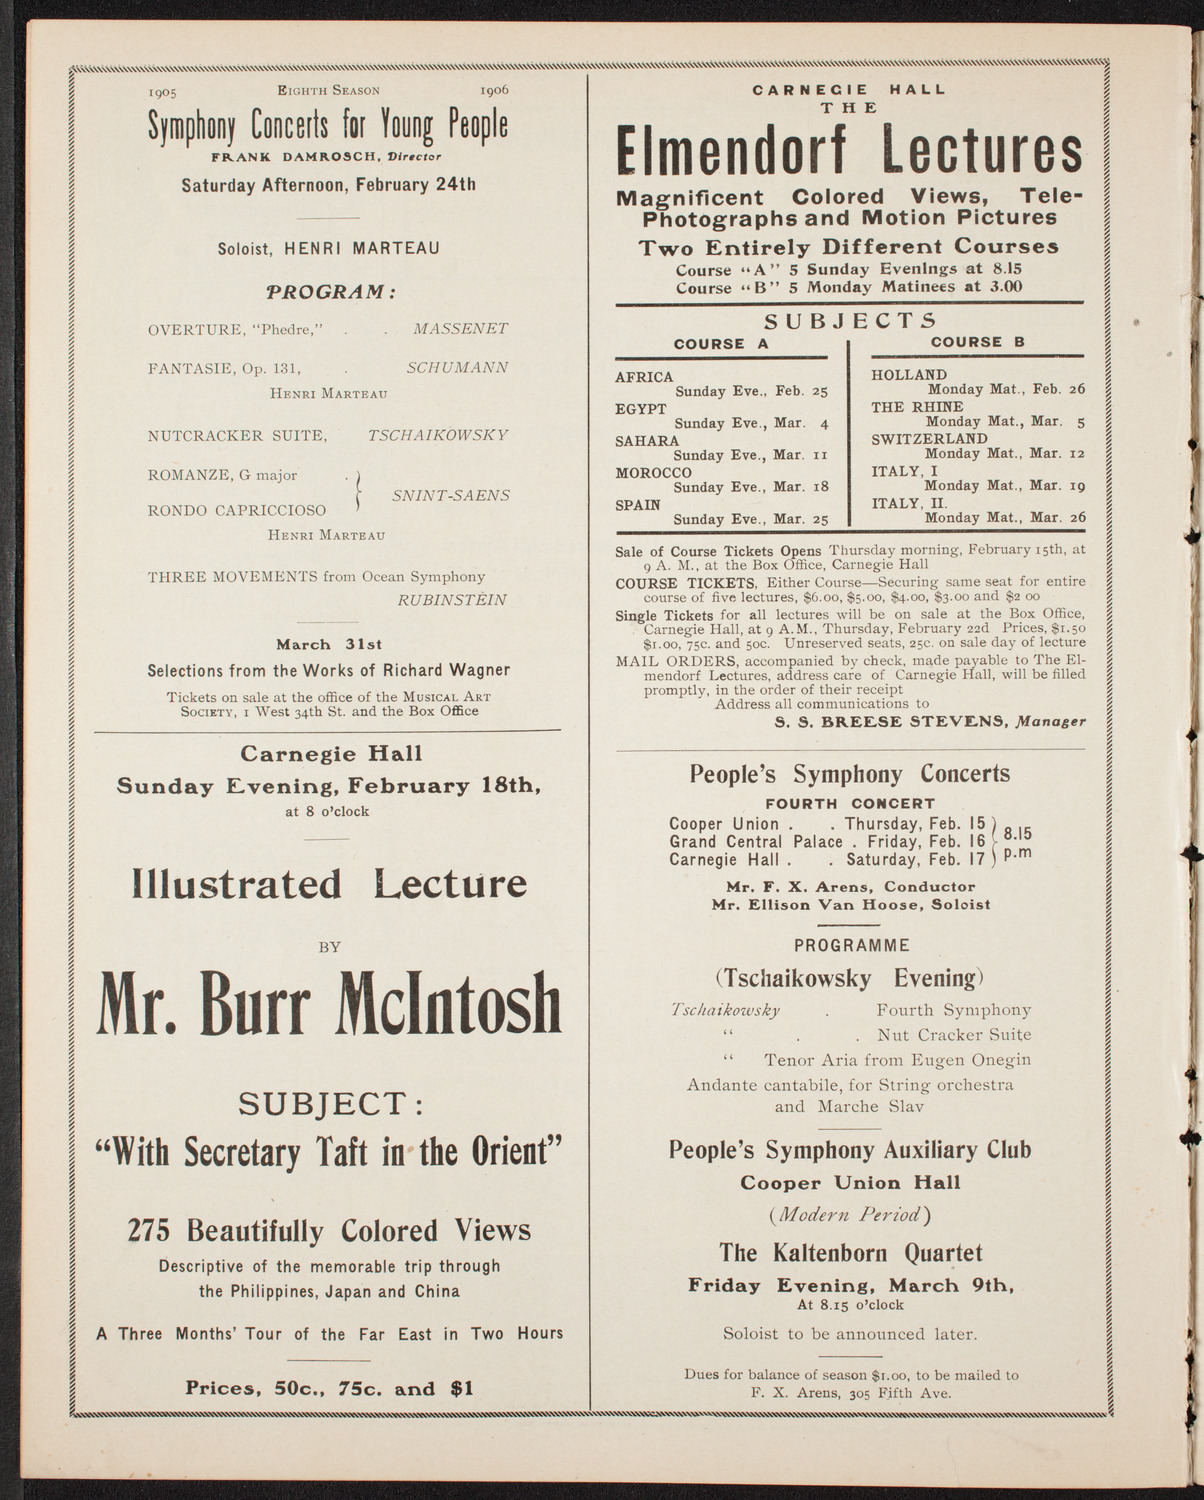 1905 EIGHTH SEASON 1906
Symphony Concerts for Young People
FRANK DAMROSCH, Director
Saturday Afternoon, February 24th
Soloist, HENRI MARTEAU
PROGRAM:
OVERTURE, "Phedre," . . MASSENET
FANTASIE, Op. 131, . SCHUMANN
HENRI MARTEAU
NUTCRACKER SUITE, TSCHAIKOWSKY
ROMANZE, G major .
SNINT-SAENS
RONDO CAPRICCIOSO
HENRI MARTEAU
THREE MOVEMENTS from Ocean Symphony
RUBINSTEIN
March 31st
Selections from the Works of Richard Wagner
Tickets on sale at the office of the MUSICAL ART
SOCIETY, 1 West 34th St. and the Box Office
Carnegie Hall
Sunday Evening, February 18th,
at 8 o'clock
Illustrated Lecture
BY
Mr. Burr McIntosh
SUBJECT:
"With Secretary Taft in the Orient"
275 Beautifully Colored Views
Descriptive of the memorable trip through
the Philippines, Japan and China
A Three Months' Tour of the Far East in Two Hours
Prices, 50c., 75c. and $1
CARNEGIE HALL
THE
Elmendorf Lectures
Magnificent Colored Views, Tele-
Photographs and Motion Pictures
Two Entirely Different Courses
Course "A" 5 Sunday Evenings at 8.15
Course "B" 5 Monday Matinees at 3.00
SUBJECTS
COURSE A
AFRICA
Sunday Eve., Feb. 25
EGYPT
Sunday Eve., Mar. 4
SAHARA
Sunday Eve., Mar. 11
MOROCCO
Sunday Eve., Mar. 18
SPAIN
Sunday Eve., Mar. 25
COURSE B
HOLLAND
Monday Mat., Feb. 26
THE RHINE
Monday Mat., Mar. 5
SWITZERLAND
Monday Mat., Mar. 12
ITALY, I
Monday Mat., Mar. 19
ITALY, II.
Monday Mat., Mar. 26
Sale of Course Tickets Opens Thursday morning, February 15th, at
9 A. M., at the Box Office, Carnegie Hall
COURSE TICKETS, Either Course—Securing same seat for entire
course of five lectures, $6.00, $5.00, $4.00, $3.00 and $2 00
Single Tickets for all lectures will be on sale at the Box Office,
Carnegie Hall, at 9 A.M., Thursday, February 22d Prices, $1.50
$1.00, 75c. and 50c. Unreserved seats, 25c. on sale day of lecture
MAIL ORDERS, accompanied by check, made payable to The El-
mendorf Lectures, address care of Carnegie Hall, will be filled
promptly, in the order of their receipt
Address all communications to
S. S. BREESE STEVENS, Manager
People's Symphony Concerts
FOURTH CONCERT
Cooper Union . . Thursday, Feb. 15
Grand Central Palace . Friday, Feb. 16
Carnegie Hall . . Saturday, Feb. 17
8.15
p.m
Mr. F. X. Arens, Conductor
Mr. Ellison Van Hoose, Soloist
PROGRAMME
(Tschaikowsky Evening)
Tschaikowsky . Fourth Symphony
" . . Nut Cracker Suite
" Tenor Aria from Eugen Onegin
Andante cantabile, for String orchestra
and Marche Slav
People's Symphony Auxiliary Club
Cooper Union Hall
(Modern Period)
The Kaltenborn Quartet
Friday Evening, March 9th,
At 8.15 o'clock
Soloist to be announced later.
Dues for balance of season $1.00, to be mailed to
F. X. Arens, 305 Fifth Ave.